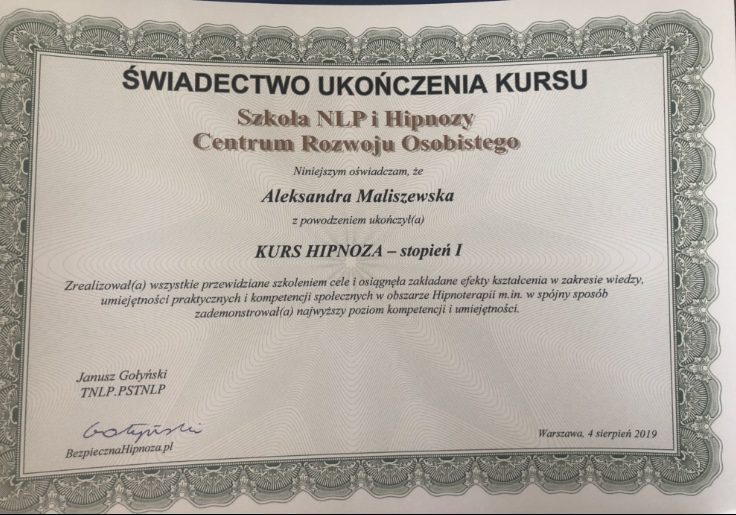 ŚWIADECTWO UKOŃCZENIA KURSU
Szkoła NLP i Hipnozy
Centrum Rozwoju Osobistego
Niniejszym oświadczam, że
Aleksandra Maliszewska
z powodzeniem ukończył(a)
KURS HIPNOZA – stopień I
Zrealizował(a) wszystkie przewidziane szkoleniem cele i osiągnęła zakładane efekty kształcenia w zakresie wiedzy,
umiejętności praktycznych i kompetencji społecznych w obszarze Hipnoterapii m.in. w spójny sposób
zademonstrował(a) najwyższy poziom kompetencji i umiejętności.
Janusz Gołyński
TNLP.PSTNLP
Gołyński
BezpiecznaHipnoza.pl
Warszawa, 4 sierpień 2019